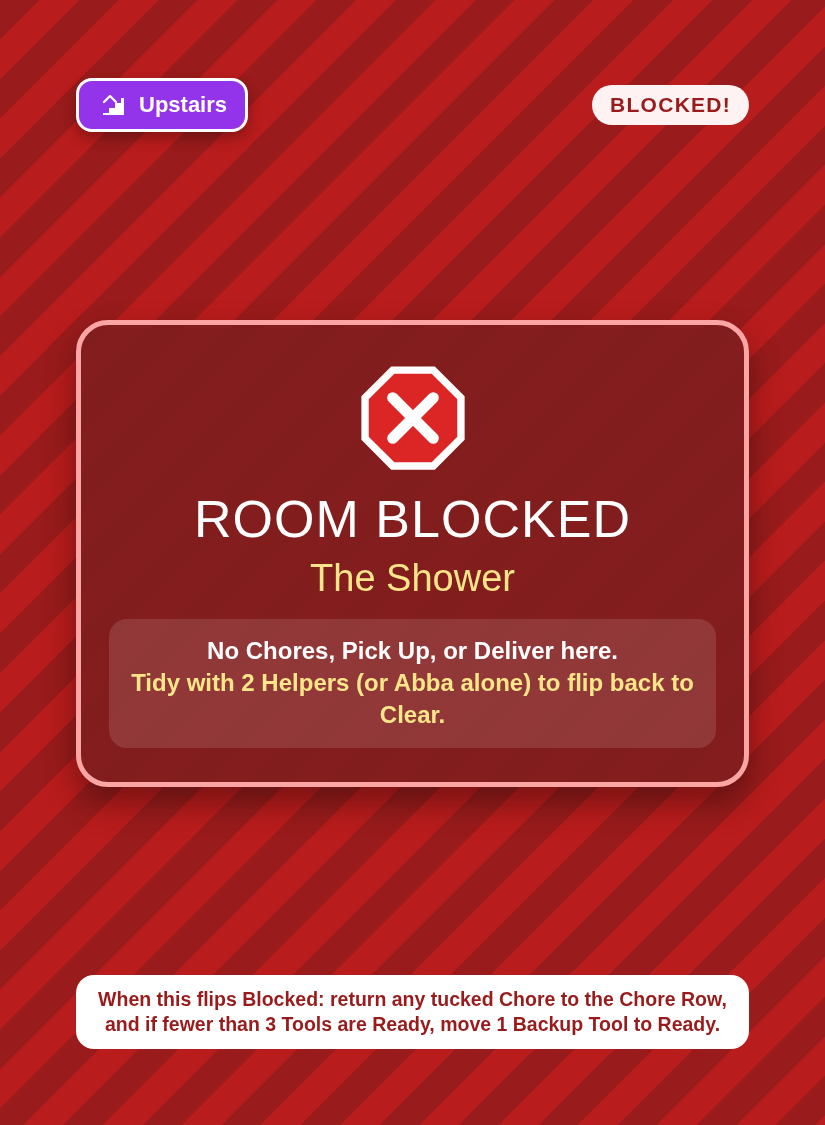 Upstairs
BLOCKED!
ROOM BLOCKED
The Shower
No Chores, Pick Up, or Deliver here.
Tidy with 2 Helpers (or Abba alone) to flip back to
Clear.
When this flips Blocked: return any tucked Chore to the Chore Row,
and if fewer than 3 Tools are Ready, move 1 Backup Tool to Ready.